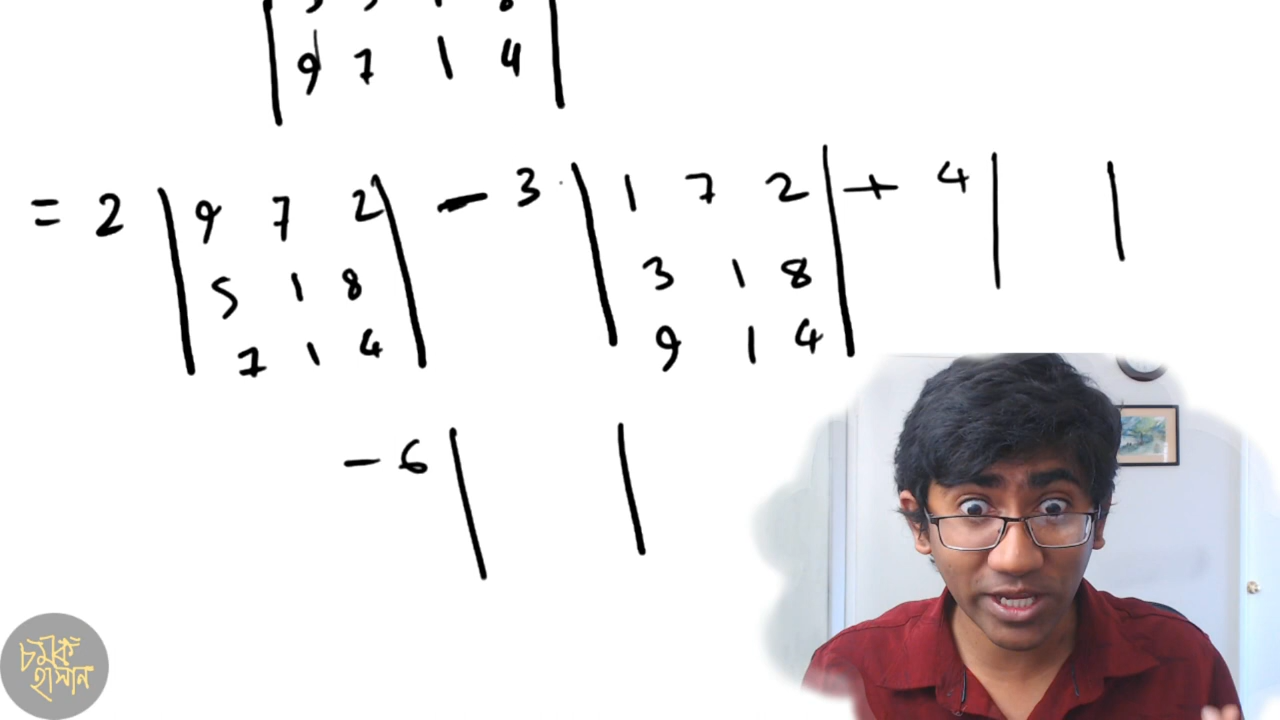 9 7 1 4
= 2 | 9 7 2 | - 3 | 1 7 2 | + 4 | |
| 5 1 8 | | 3 1 8 |
| 7 1 4 | | 9 1 4 |
- 6 | |
চমক
হাসান